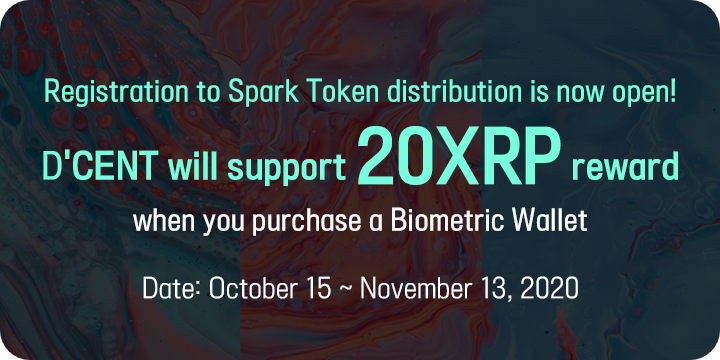 Registration to Spark Token distribution is now open!
D'CENT will support 20XRP reward
when you purchase a Biometric Wallet
Date: October 15 ~ November 13, 2020